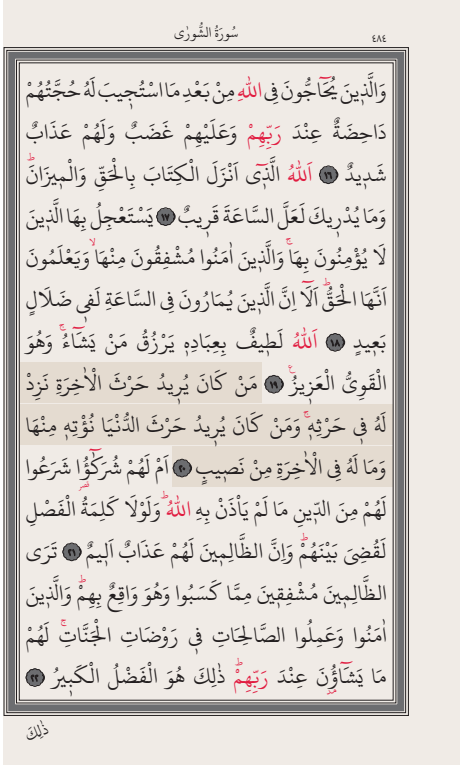 سُورَةُ الشُّورٰى
٤٨٤
وَالَّذ۪ينَ يُحَٓاجُّونَ فِي اللّٰهِ مِنْ بَعْدِ مَا اسْتُج۪يبَ لَهُ حُجَّتُهُمْ
دَاحِضَةٌ عِنْدَ رَبِّهِمْ وَعَلَيْهِمْ غَضَبٌ وَلَهُمْ عَذَابٌ
شَد۪يدٌ ﴿١٦﴾ اَللّٰهُ الَّذ۪ٓي اَنْزَلَ الْكِتَابَ بِالْحَقِّ وَالْم۪يزَانَۜ
وَمَا يُدْر۪يكَ لَعَلَّ السَّاعَةَ قَر۪يبٌ ﴿١٧﴾ يَسْتَعْجِلُ بِهَا الَّذ۪ينَ
لَا يُؤْمِنُونَ بِهَاۚ وَالَّذ۪ينَ اٰمَنُوا مُشْفِقُونَ مِنْهَاۙ وَيَعْلَمُونَ
اَنَّهَا الْحَقُّۜ اَلَٓا اِنَّ الَّذ۪ينَ يُمَارُونَ فِي السَّاعَةِ لَف۪ي ضَلَالٍ
بَع۪يدٍ ﴿١٨﴾ اَللّٰهُ لَط۪يفٌ بِعِبَادِه۪ يَرْزُقُ مَنْ يَشَٓاءُۚ وَهُوَ
الْقَوِيُّ الْعَز۪يزُ۟ ﴿١٩﴾ مَنْ كَانَ يُر۪يدُ حَرْثَ الْاٰخِرَةِ نَزِدْ
لَهُ ف۪ي حَرْثِه۪ۚ وَمَنْ كَانَ يُر۪يدُ حَرْثَ الدُّنْيَا نُؤْتِه۪ مِنْهَا
وَمَا لَهُ فِي الْاٰخِرَةِ مِنْ نَص۪يبٍ ﴿٢٠﴾ اَمْ لَهُمْ شُرَكٰٓؤُ۬ا شَرَعُوا
لَهُمْ مِنَ الدّ۪ينِ مَا لَمْ يَأْذَنْ بِهِ اللّٰهُۜ وَلَوْلَا كَلِمَةُ الْفَصْلِ
لَقُضِيَ بَيْنَهُمْۜ وَاِنَّ الظَّالِم۪ينَ لَهُمْ عَذَابٌ اَل۪يمٌ ﴿٢١﴾ تَرَى
الظَّالِم۪ينَ مُشْفِق۪ينَ مِمَّا كَسَبُوا وَهُوَ وَاقِعٌ بِهِمْۜ وَالَّذ۪ينَ
اٰمَنُوا وَعَمِلُوا الصَّالِحَاتِ ف۪ي رَوْضَاتِ الْجَنَّاتِۚ لَهُمْ
مَا يَشَٓاؤُ۫نَ عِنْدَ رَبِّهِمْۜ ذٰلِكَ هُوَ الْفَضْلُ الْكَب۪يرُ ﴿٢٢﴾
ذٰلِكَ